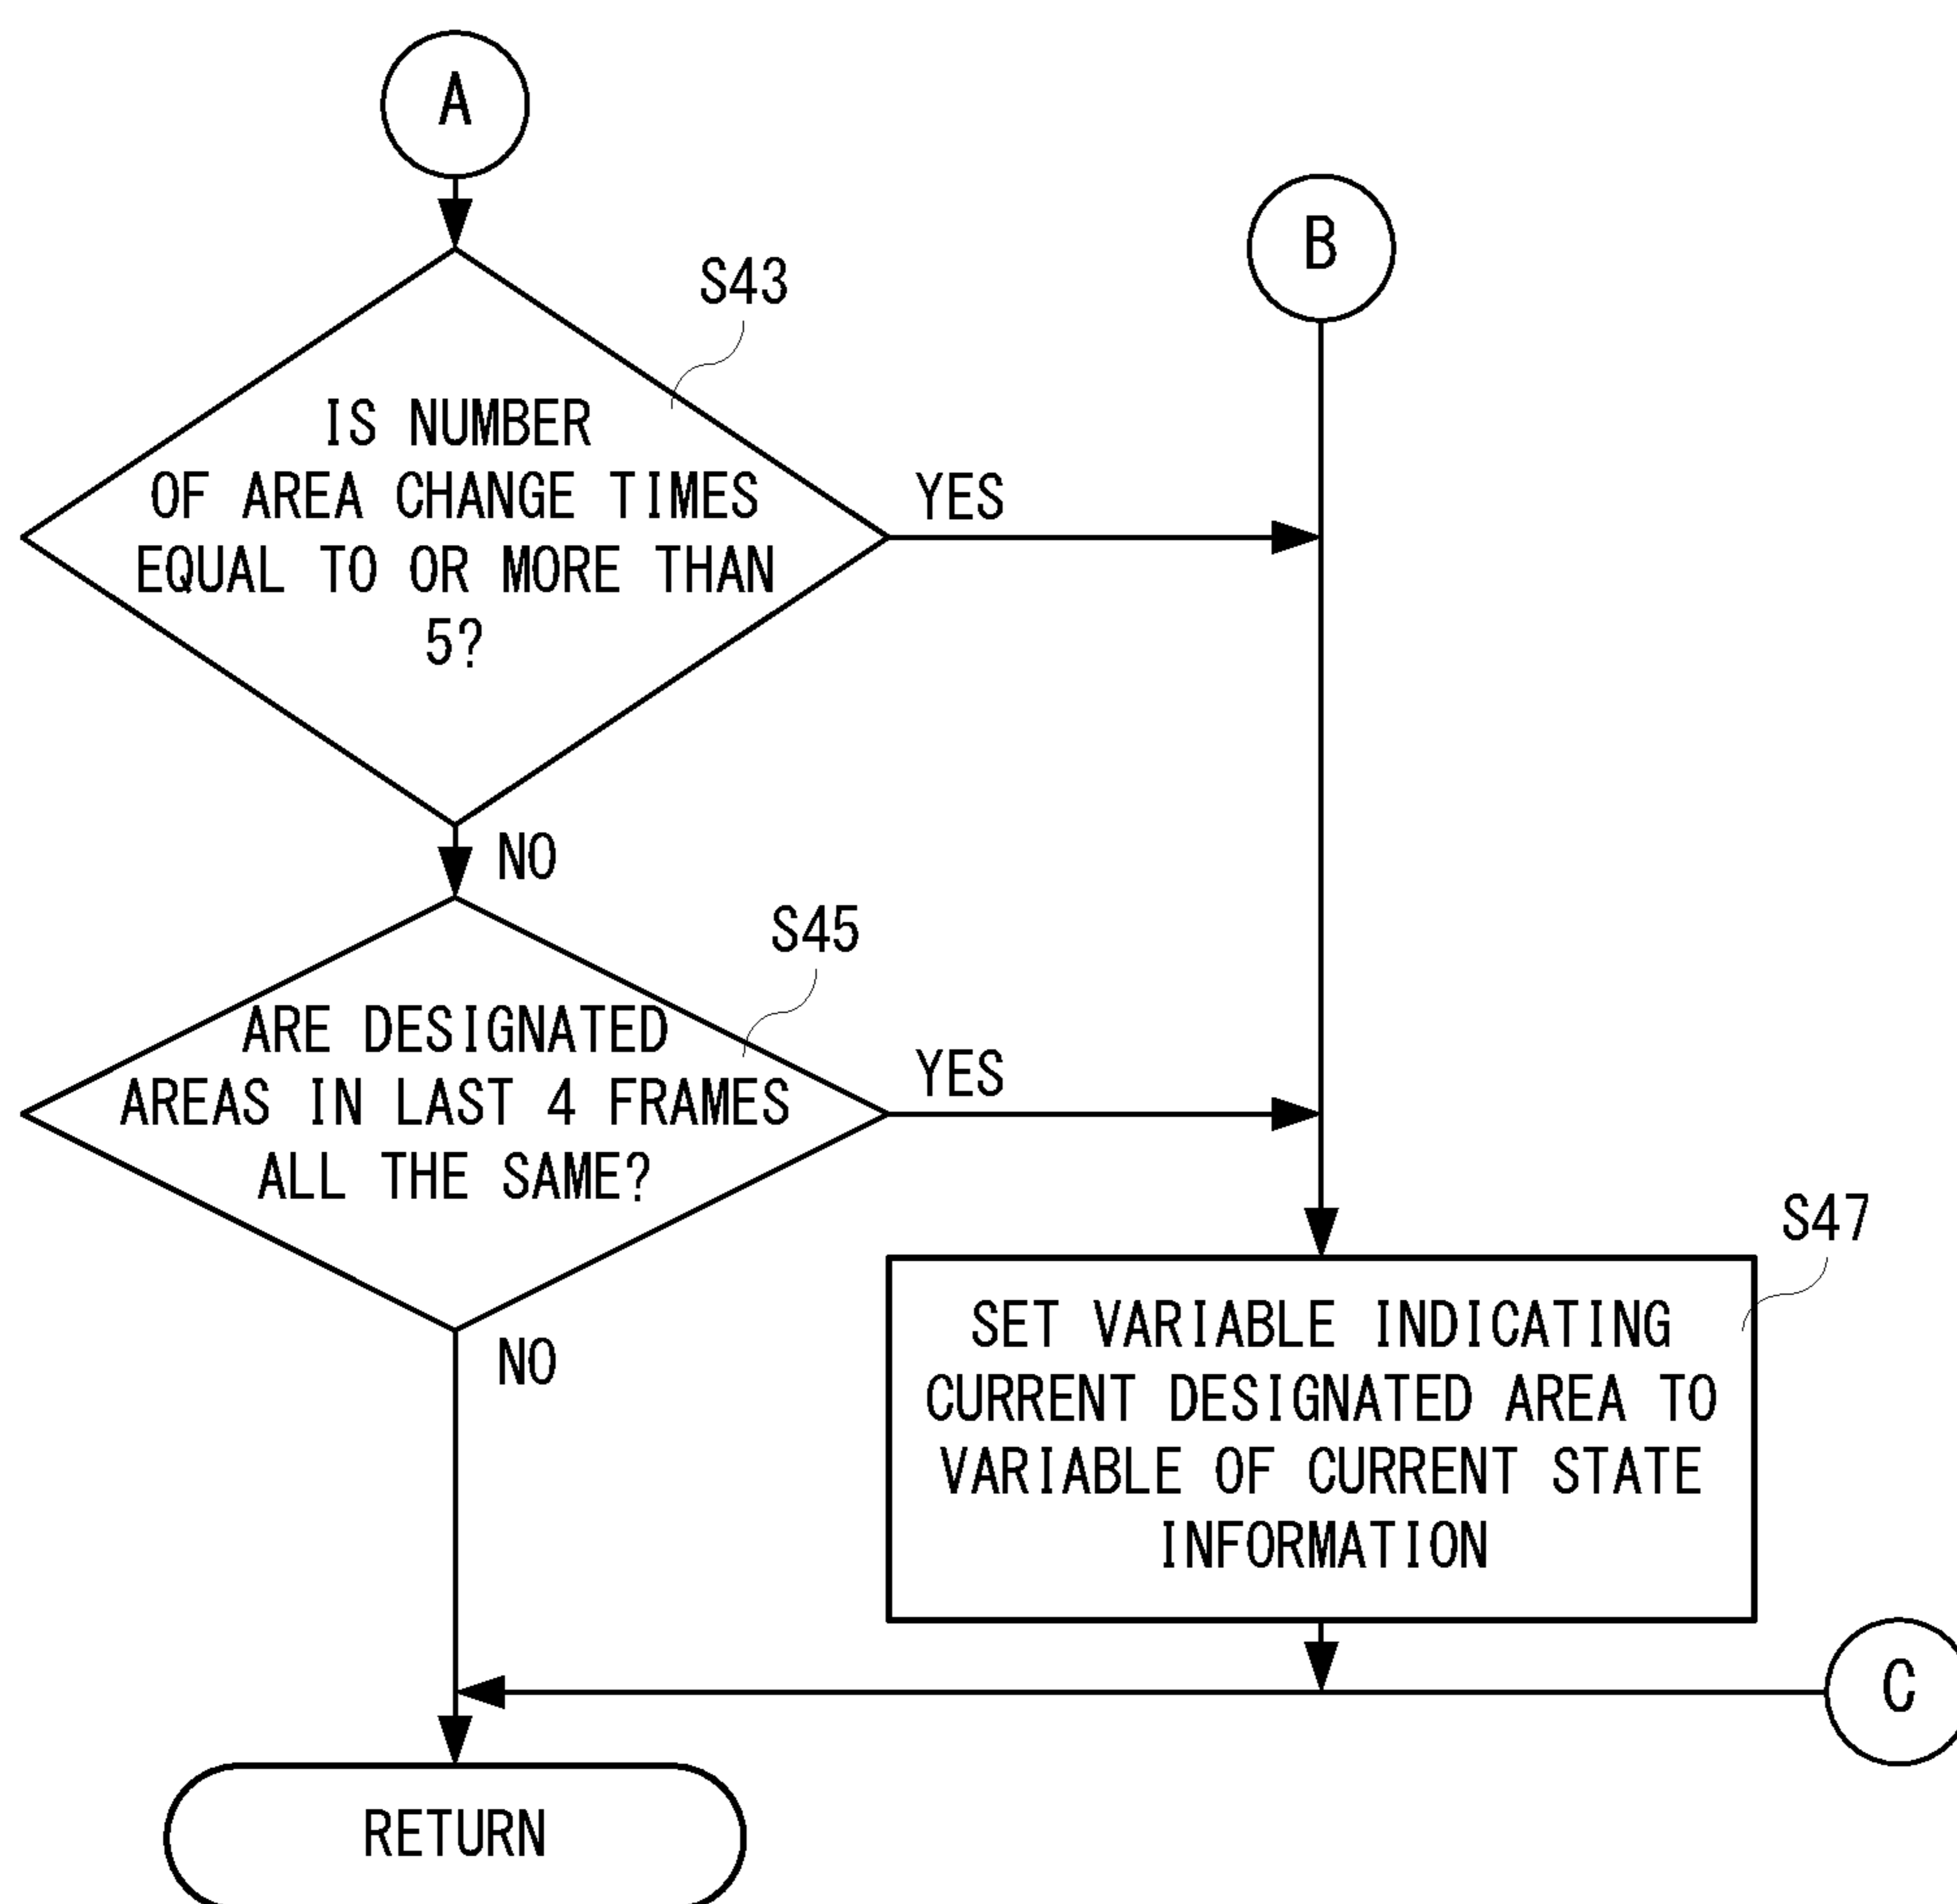 A
B
S43
IS NUMBER
OF AREA CHANGE TIMES
EQUAL TO OR MORE THAN
5?
YES
NO
S45
ARE DESIGNATED
AREAS IN LAST 4 FRAMES
ALL THE SAME?
YES
NO
S47
SET VARIABLE INDICATING
CURRENT DESIGNATED AREA TO
VARIABLE OF CURRENT STATE
INFORMATION
C
RETURN